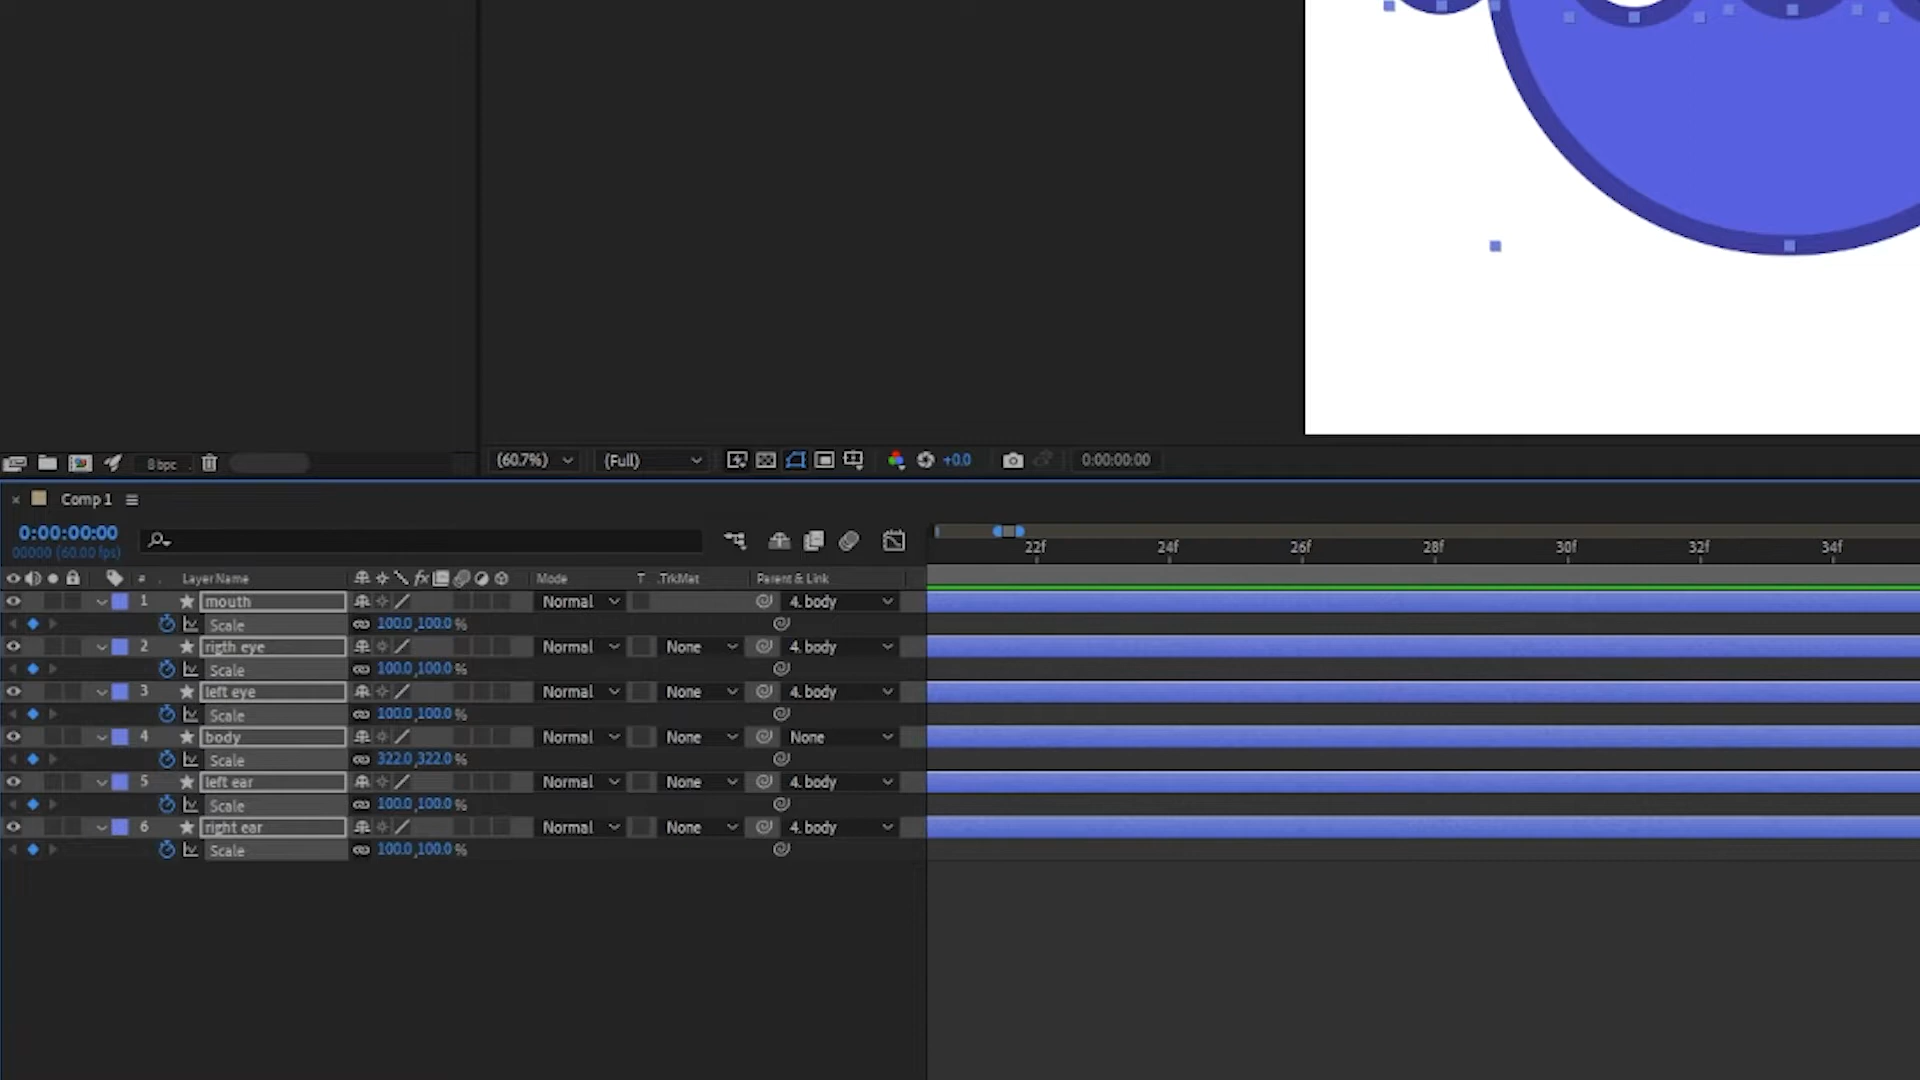 8 bpc
(60.7%) (Full) +0.0 0:00:00:00
Comp 1
0:00:00:00
00000 (60.00 fps)
22f 24f 26f 28f 30f 32f 34f
# . Layer Name fx Mode T .TrkMat Parent & Link
1 mouth Normal 4. body
Scale 100.0,100.0%
2 rigth eye Normal None 4. body
Scale 100.0,100.0%
3 left eye Normal None 4. body
Scale 100.0,100.0%
4 body Normal None None
Scale 322.0,322.0%
5 left ear Normal None 4. body
Scale 100.0,100.0%
6 right ear Normal None 4. body
Scale 100.0,100.0%